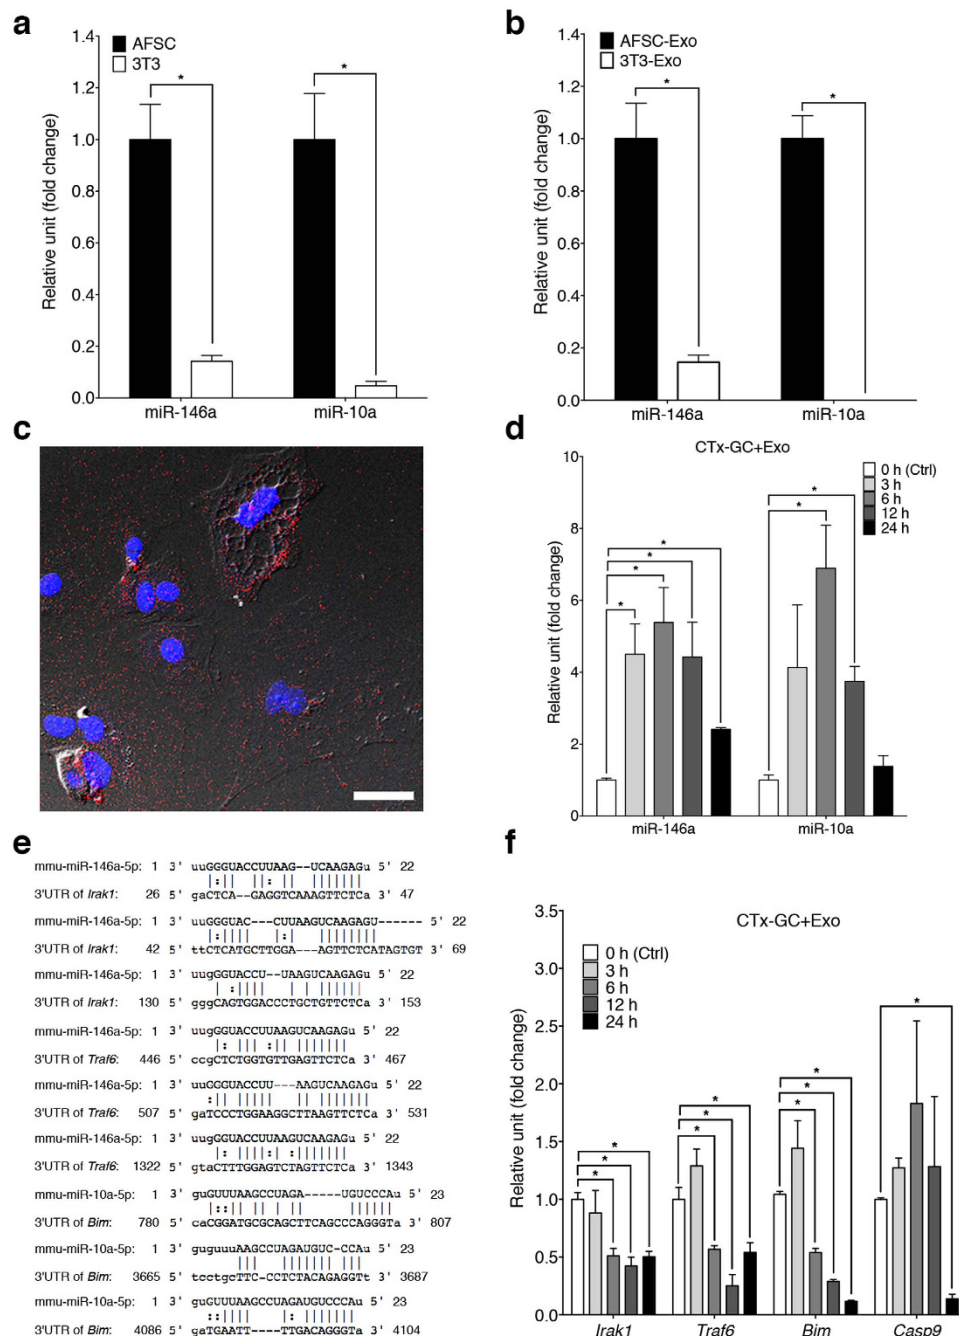 a
1.4
1.2
1.0
0.8
0.6
0.4
0.2
0.0
Relative unit (fold change)
AFSC
3T3
*
*
miR-146a
miR-10a
b
1.4
1.2
1.0
0.8
0.6
0.4
0.2
0.0
Relative unit (fold change)
AFSC-Exo
3T3-Exo
*
*
miR-146a
miR-10a
c
d
CTx-GC+Exo
10
8
6
4
2
0
Relative unit (fold change)
0 h (Ctrl)
3 h
6 h
12 h
24 h
*
*
*
*
*
*
miR-146a
miR-10a
e
mmu-miR-146a-5p: 1 3' uuGGGUACCUUAAG--UCAAGAGu 5' 22
3'UTR of Irak1: 26 5' gaCTCA--GAGGTCAAAGTTCTCa 3' 47
mmu-miR-146a-5p: 1 3' uuGGGUAC---CUUAAGUCAAGAGU------ 5' 22
3'UTR of Irak1: 42 5' ttCTCATGCTTGGA---AGTTCTCATAGTGT 3' 69
mmu-miR-146a-5p: 1 3' uugGGUACCU--UAAGUCAAGAGu 5' 22
3'UTR of Irak1: 130 5' gggCAGTGGACCCTGCTGTTCTCa 3' 153
mmu-miR-146a-5p: 1 3' uugGGUACCUUAAGUCAAGAGu 5' 22
3'UTR of Traf6: 446 5' ccgCTCTGGTGTTGAGTTCTCa 3' 467
mmu-miR-146a-5p: 1 3' uuGGGUACCUU---AAGUCAAGAGu 5' 22
3'UTR of Traf6: 507 5' gaTCCCTGGAAGGCTTAAGTTCTCa 3' 531
mmu-miR-146a-5p: 1 3' uugGGUACCUUAAGUCAAGAGu 5' 22
3'UTR of Traf6: 1322 5' gtaCTTTGGAGTCTAGTTCTCa 3' 1343
mmu-miR-10a-5p: 1 3' guGUUUAAGCCUAGA-----UGUCCCAu 5' 23
3'UTR of Bim: 780 5' caCGGATGCGCAGCTTCAGCCCAGGGTa 3' 807
mmu-miR-10a-5p: 1 3' guguuuAAGCCUAGAUGUC-CCAu 5' 23
3'UTR of Bim: 3665 5' tcctgcTTC-CCTCTACAGAGGTt 3' 3687
mmu-miR-10a-5p: 1 3' guGUUUAAGCCUAGAUGUCCCAu 5' 23
3'UTR of Bim: 4086 5' gaTGAATT----TTGACAGGGTa 3' 4104
f
CTx-GC+Exo
3.5
3.0
2.5
2.0
1.5
1.0
0.5
0.0
Relative unit (fold change)
0 h (Ctrl)
3 h
6 h
12 h
24 h
*
*
*
*
*
*
*
*
*
*
Irak1
Traf6
Bim
Casp9